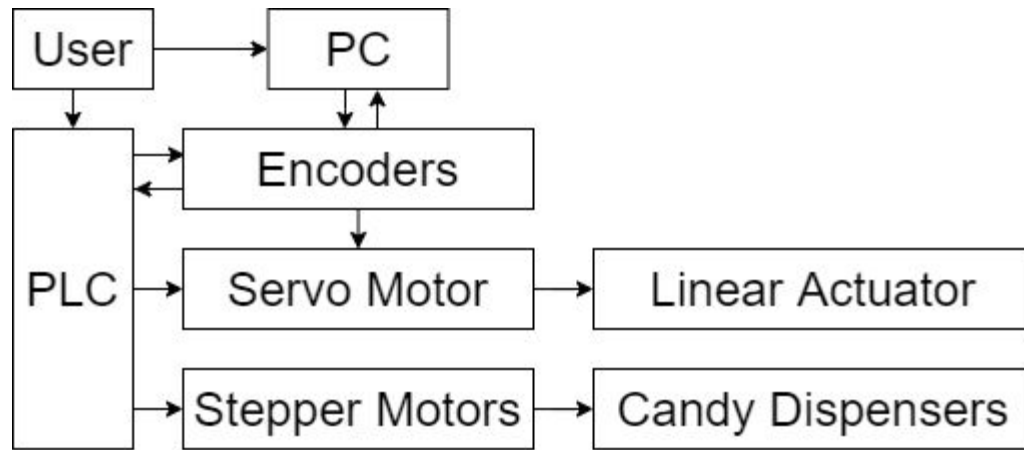 User
PC
Encoders
PLC
Servo Motor
Linear Actuator
Stepper Motors
Candy Dispensers